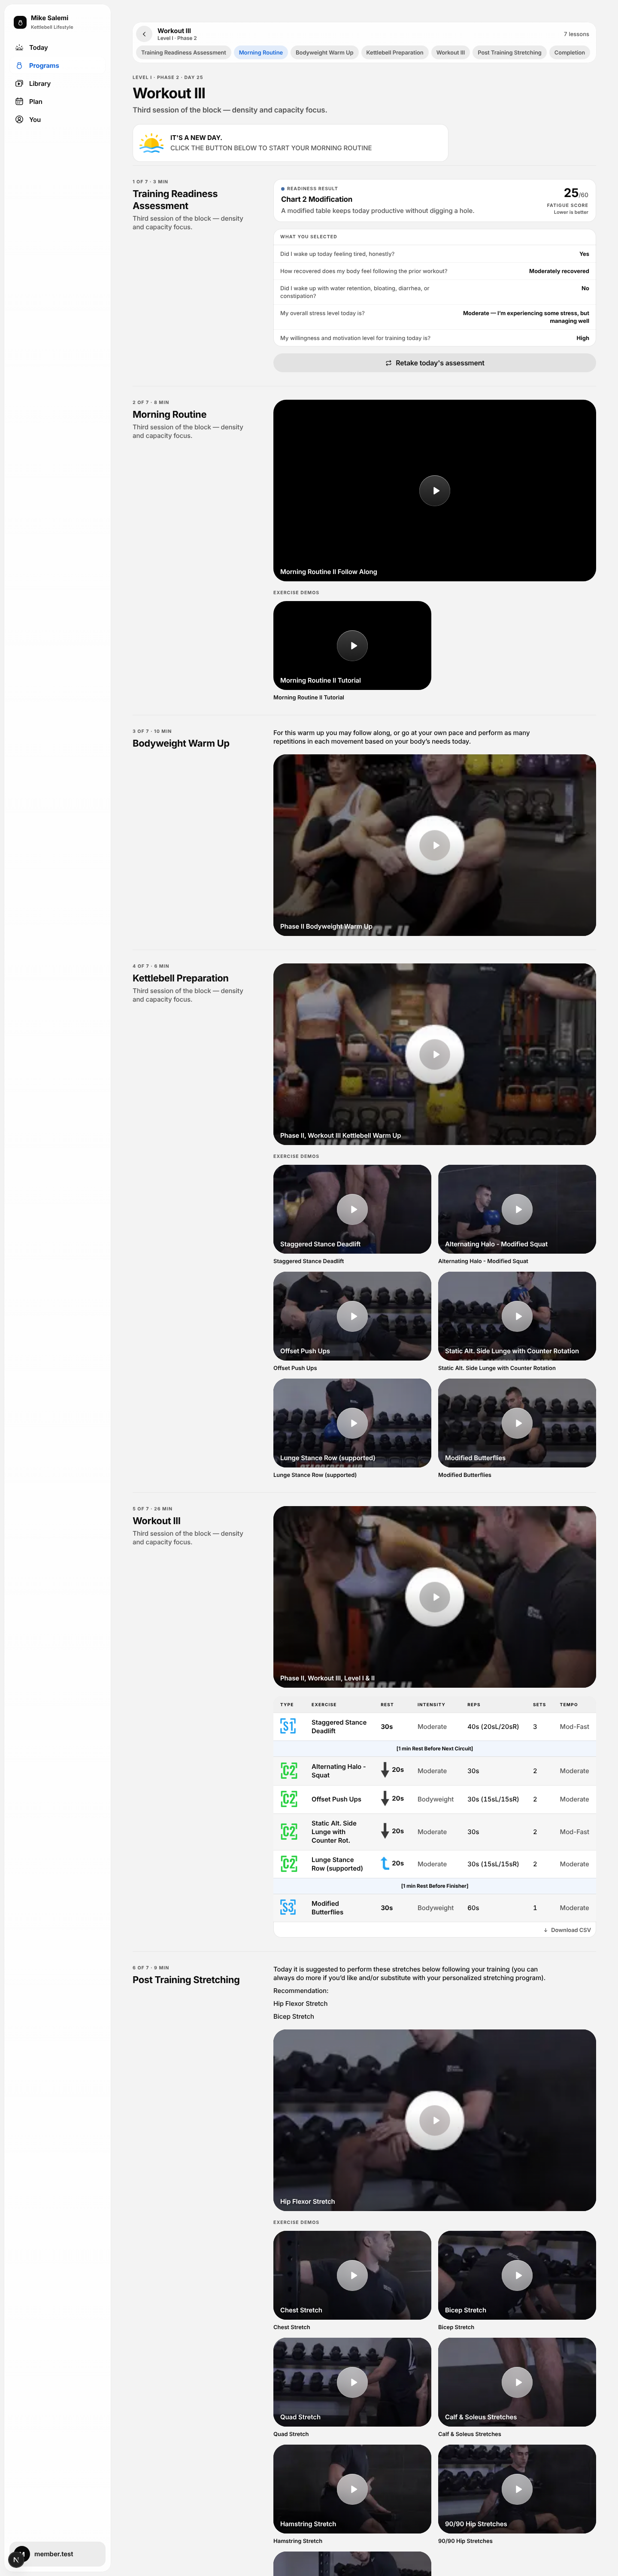 Mike Salemi
Kettlebell Lifestyle
Today
Programs
Library
Plan
You
Workout III
Level I · Phase 2
7 lessons
Training Readiness Assessment
Morning Routine
Bodyweight Warm Up
Kettlebell Preparation
Workout III
Post Training Stretching
Completion
LEVEL I · PHASE 2 · DAY 25
Workout III
Third session of the block — density and capacity focus.
IT'S A NEW DAY.
CLICK THE BUTTON BELOW TO START YOUR MORNING ROUTINE
1 OF 7 · 3 MIN
Training Readiness
Assessment
Third session of the block — density
and capacity focus.
READINESS RESULT
Chart 2 Modification
A modified table keeps today productive without digging a hole.
25/60
FATIGUE SCORE
Lower is better
WHAT YOU SELECTED
Did I wake up today feeling tired, honestly?
Yes
How recovered does my body feel following the prior workout?
Moderately recovered
Did I wake up with water retention, bloating, diarrhea, or
constipation?
No
My overall stress level today is?
Moderate — I'm experiencing some stress, but
managing well
My willingness and motivation level for training today is?
High
Retake today's assessment
2 OF 7 · 8 MIN
Morning Routine
Third session of the block — density
and capacity focus.
Morning Routine II Follow Along
EXERCISE DEMOS
Morning Routine II Tutorial
Morning Routine II Tutorial
3 OF 7 · 10 MIN
Bodyweight Warm Up
For this warm up you may follow along, or go at your own pace and perform as many
repetitions in each movement based on your body's needs today.
Phase II Bodyweight Warm Up
PHASE II
4 OF 7 · 6 MIN
Kettlebell Preparation
Third session of the block — density
and capacity focus.
Phase II, Workout III Kettlebell Warm Up
PHASE II
EXERCISE DEMOS
Staggered Stance Deadlift
Staggered Stance Deadlift
Alternating Halo - Modified Squat
Alternating Halo - Modified Squat
Offset Push Ups
Offset Push Ups
Static Alt. Side Lunge with Counter Rotation
Static Alt. Side Lunge with Counter Rotation
Lunge Stance Row (supported)
Lunge Stance Row (supported)
Modified Butterflies
Modified Butterflies
5 OF 7 · 26 MIN
Workout III
Third session of the block — density
and capacity focus.
Phase II, Workout III, Level I & II
PHASE II
TYPE EXERCISE REST INTENSITY REPS SETS TEMPO
S1 Staggered Stance Deadlift 30s Moderate 40s (20sL/20sR) 3 Mod-Fast
[1 min Rest Before Next Circuit]
C2 Alternating Halo - Squat 20s Moderate 30s 2 Moderate
C2 Offset Push Ups 20s Bodyweight 30s (15sL/15sR) 2 Moderate
C2 Static Alt. Side Lunge with Counter Rot. 20s Moderate 30s 2 Mod-Fast
C2 Lunge Stance Row (supported) 20s Moderate 30s (15sL/15sR) 2 Moderate
[1 min Rest Before Finisher]
S3 Modified Butterflies 30s Bodyweight 60s 1 Moderate
Download CSV
6 OF 7 · 9 MIN
Post Training Stretching
Today it is suggested to perform these stretches below following your training (you can
always do more if you'd like and/or substitute with your personalized stretching program).
Recommendation:
Hip Flexor Stretch
Bicep Stretch
Hip Flexor Stretch
EXERCISE DEMOS
Chest Stretch
Chest Stretch
Bicep Stretch
Bicep Stretch
Quad Stretch
Quad Stretch
Calf & Soleus Stretches
Calf & Soleus Stretches
Hamstring Stretch
Hamstring Stretch
90/90 Hip Stretches
90/90 Hip Stretches
N
member.test